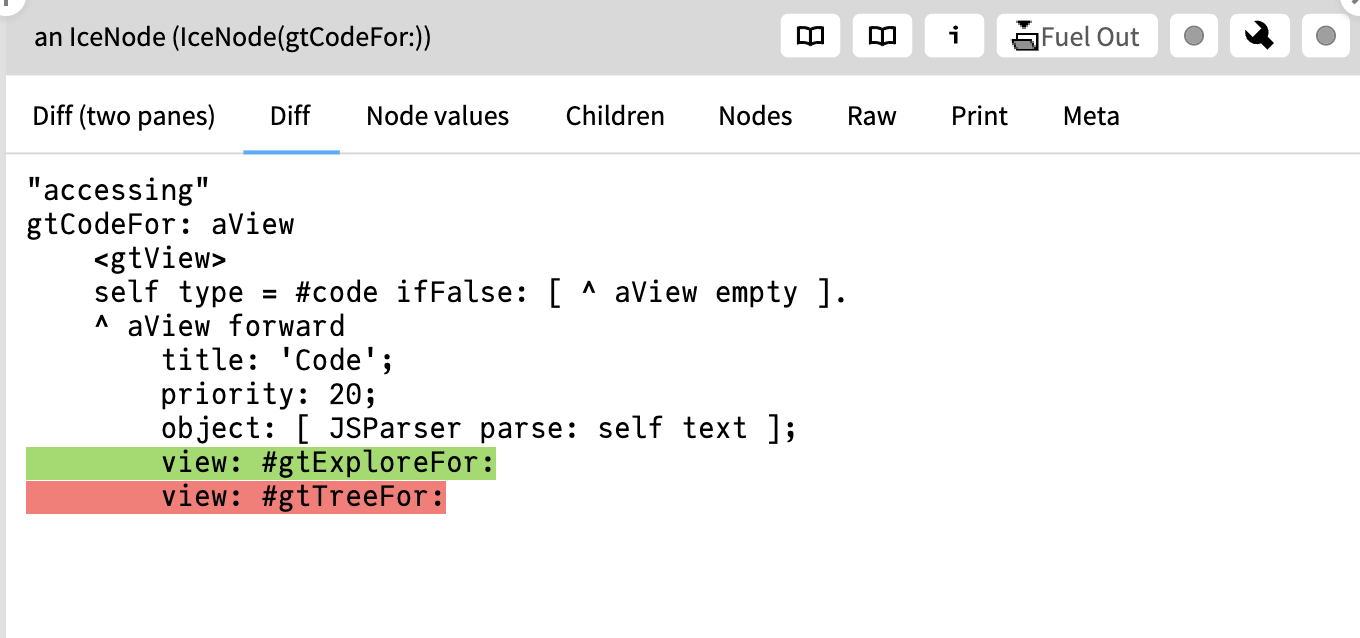 an IceNode (IceNode(gtCodeFor:))
i
Fuel Out
Diff (two panes) Diff Node values Children Nodes Raw Print Meta
"accessing"
gtCodeFor: aView
<gtView>
self type = #code ifFalse: [ ^ aView empty ].
^ aView forward
title: 'Code';
priority: 20;
object: [ JSParser parse: self text ];
view: #gtExploreFor:
view: #gtTreeFor: